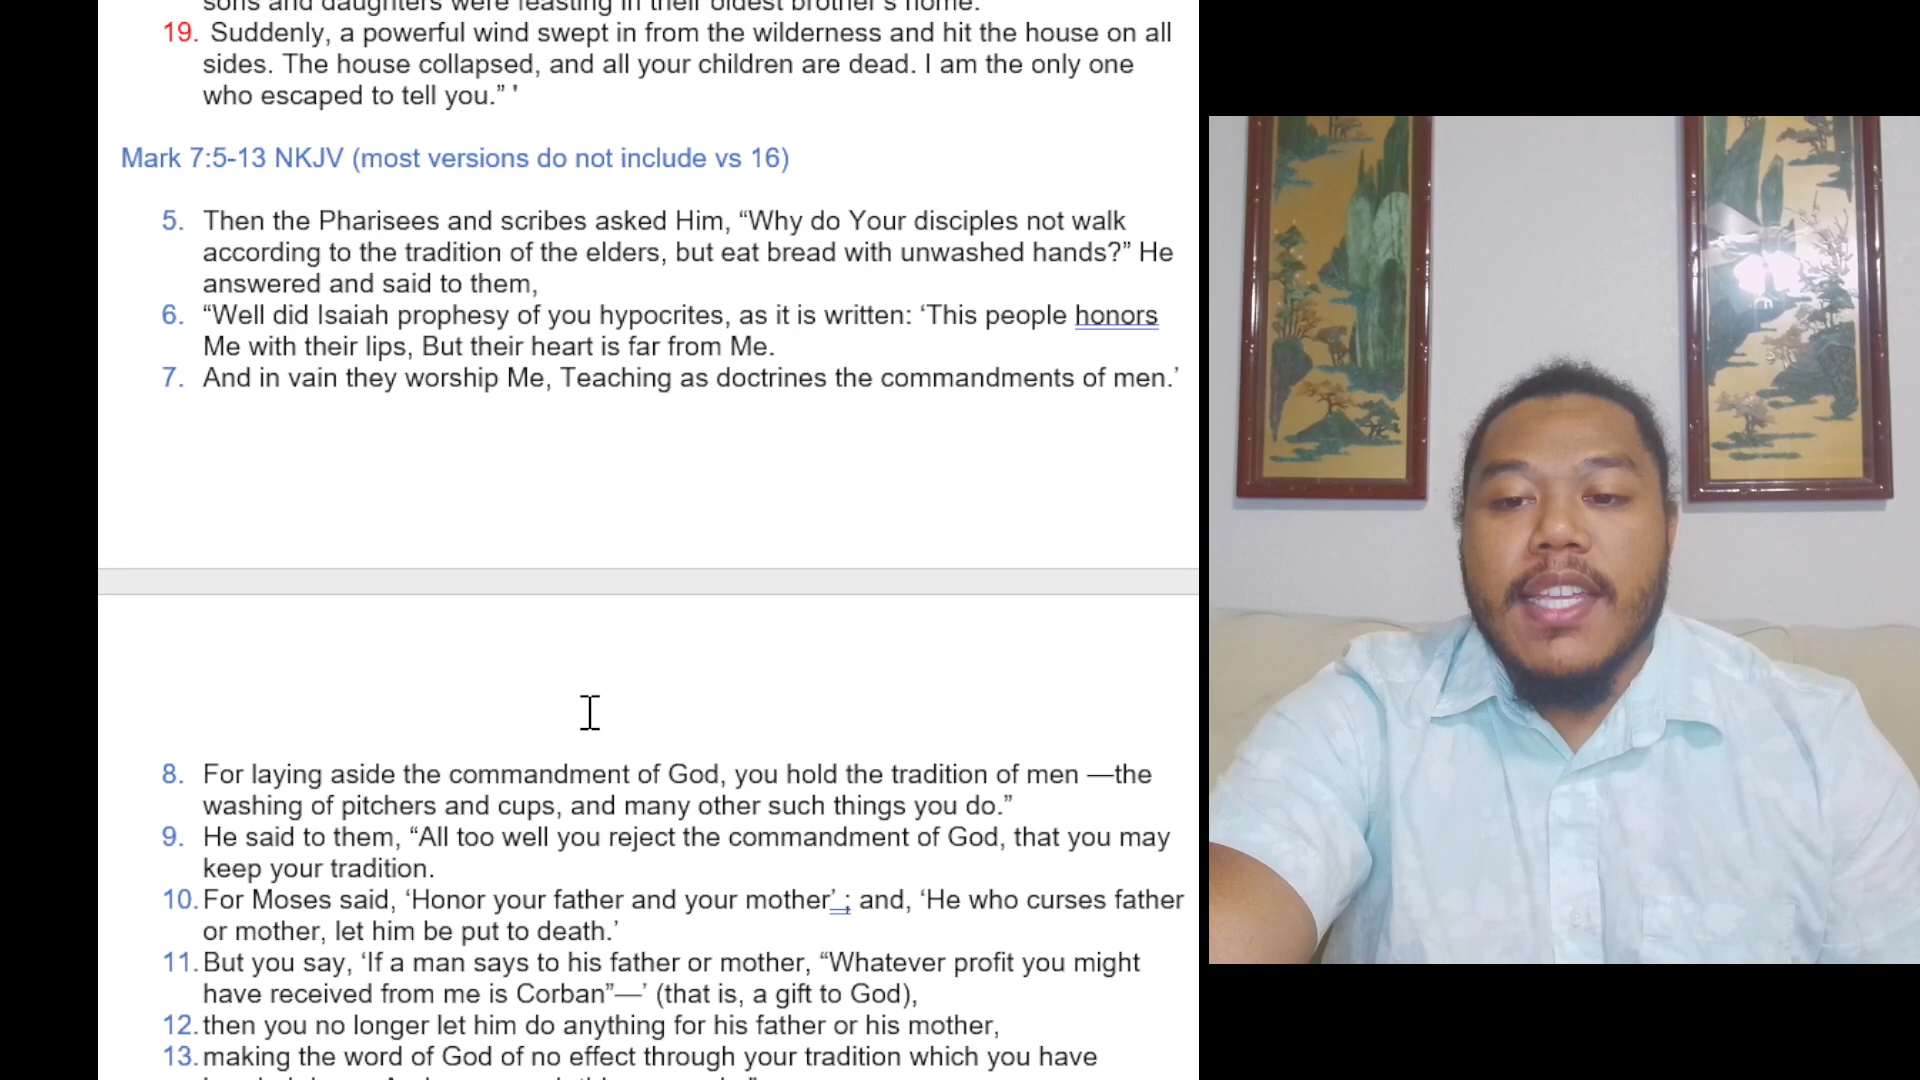 sons and daughters were feasting in their oldest brother's home.
19. Suddenly, a powerful wind swept in from the wilderness and hit the house on all
sides. The house collapsed, and all your children are dead. I am the only one
who escaped to tell you.” '
Mark 7:5-13 NKJV (most versions do not include vs 16)
5. Then the Pharisees and scribes asked Him, “Why do Your disciples not walk
according to the tradition of the elders, but eat bread with unwashed hands?” He
answered and said to them,
6. “Well did Isaiah prophesy of you hypocrites, as it is written: ‘This people honors
Me with their lips, But their heart is far from Me.
7. And in vain they worship Me, Teaching as doctrines the commandments of men.’
8. For laying aside the commandment of God, you hold the tradition of men —the
washing of pitchers and cups, and many other such things you do.”
9. He said to them, “All too well you reject the commandment of God, that you may
keep your tradition.
10. For Moses said, ‘Honor your father and your mother’ ; and, ‘He who curses father
or mother, let him be put to death.’
11. But you say, ‘If a man says to his father or mother, “Whatever profit you might
have received from me is Corban”—’ (that is, a gift to God),
12. then you no longer let him do anything for his father or his mother,
13. making the word of God of no effect through your tradition which you have